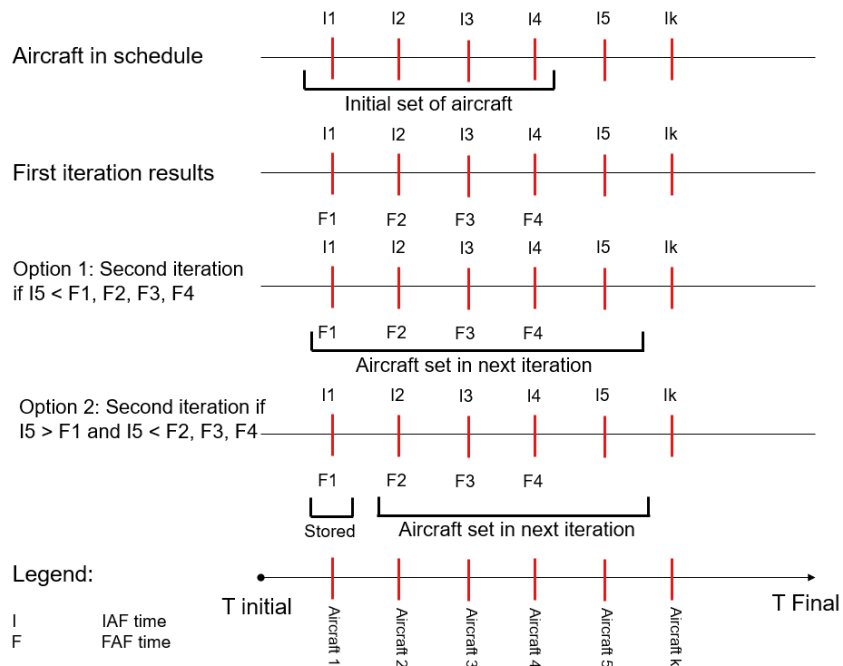 I1 I2 I3 I4 I5 Ik
Aircraft in schedule
Initial set of aircraft
I1 I2 I3 I4 I5 Ik
First iteration results
F1 F2 F3 F4
I1 I2 I3 I4 I5 Ik
Option 1: Second iteration
if I5 < F1, F2, F3, F4
F1 F2 F3 F4
Aircraft set in next iteration
I1 I2 I3 I4 I5 Ik
Option 2: Second iteration if
I5 > F1 and I5 < F2, F3, F4
F1 F2 F3 F4
Stored
Aircraft set in next iteration
Legend:
T initial
T Final
I IAF time
F FAF time
Aircraft 1
Aircraft 2
Aircraft 3
Aircraft 4
Aircraft 5
Aircraft K